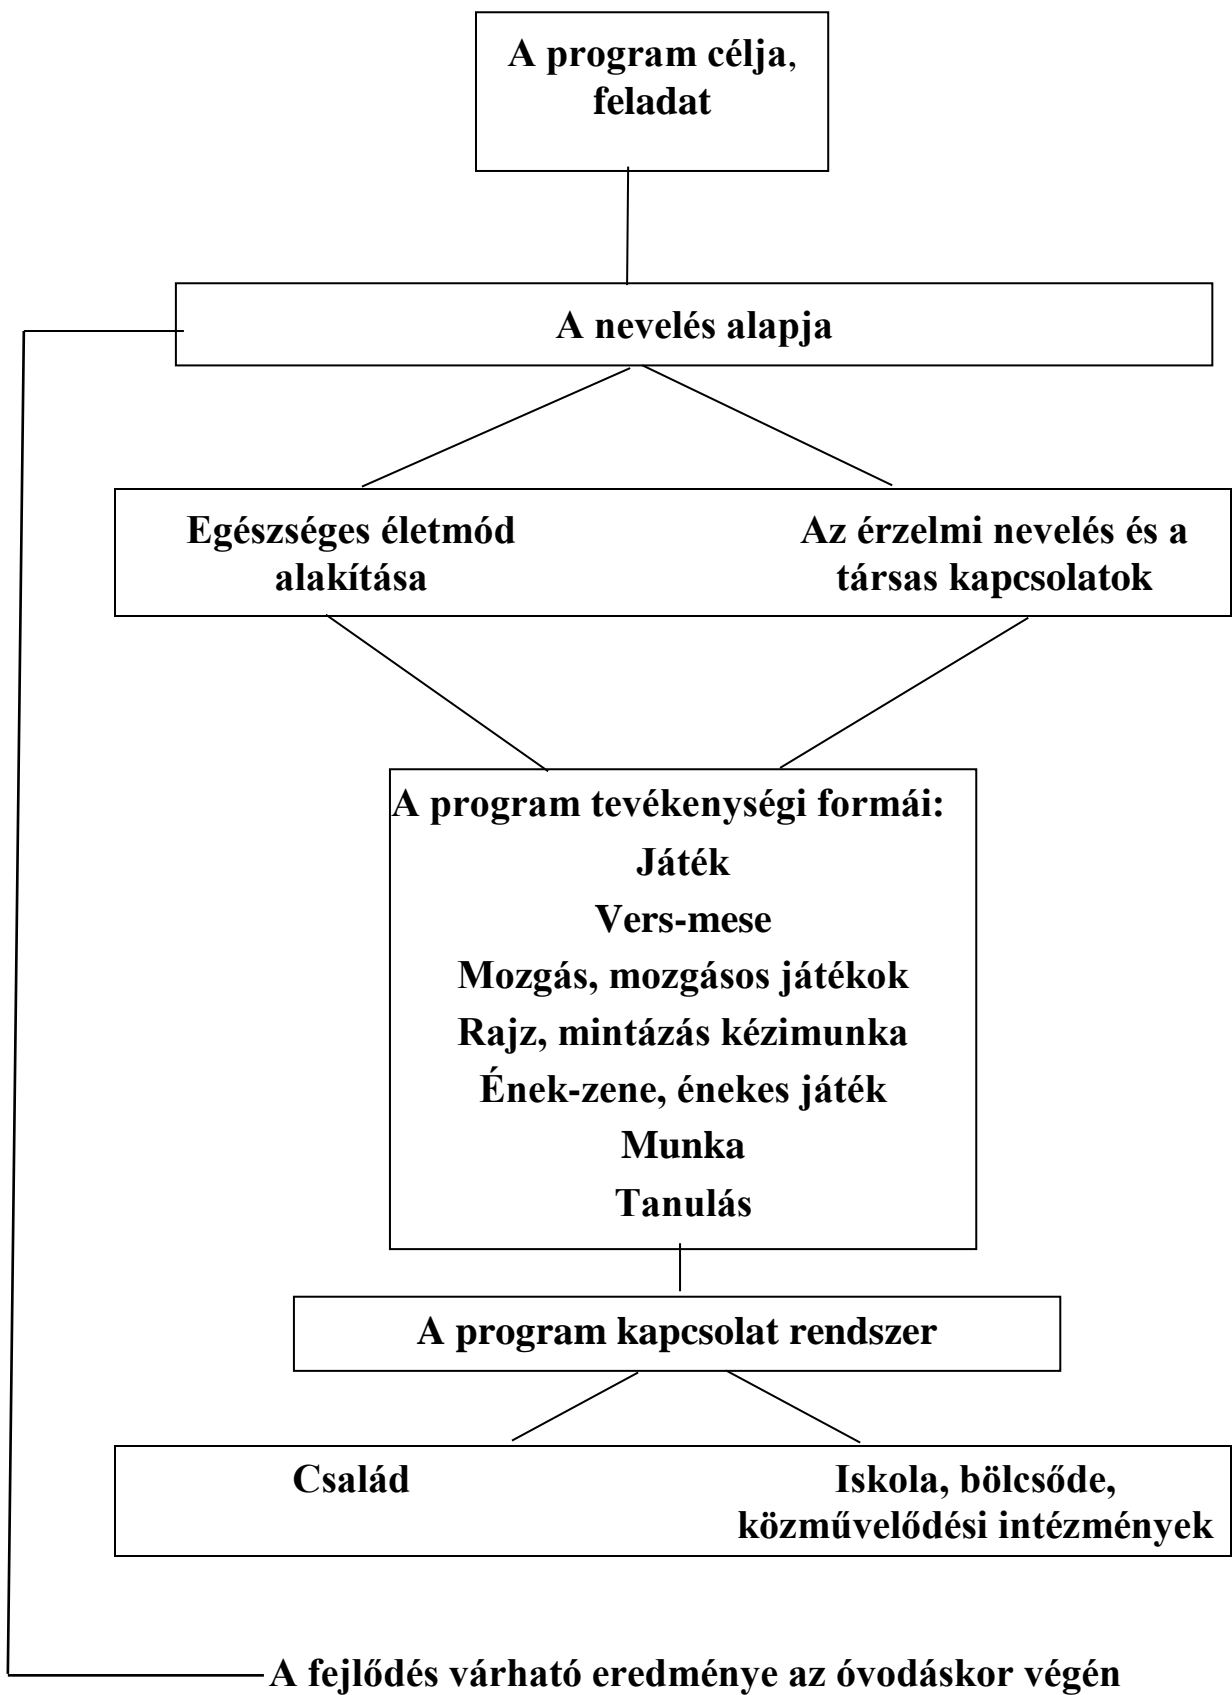 A program célja,
feladat
A nevelés alapja
Egészséges életmód
alakítása
Az érzelmi nevelés és a
társas kapcsolatok
A program tevékenységi formái:
Játék
Vers-mese
Mozgás, mozgásos játékok
Rajz, mintázás kézimunka
Ének-zene, énekes játék
Munka
Tanulás
A program kapcsolat rendszer
Család
Iskola, bölcsőde,
közművelődési intézmények
A fejlődés várható eredménye az óvodáskor végén